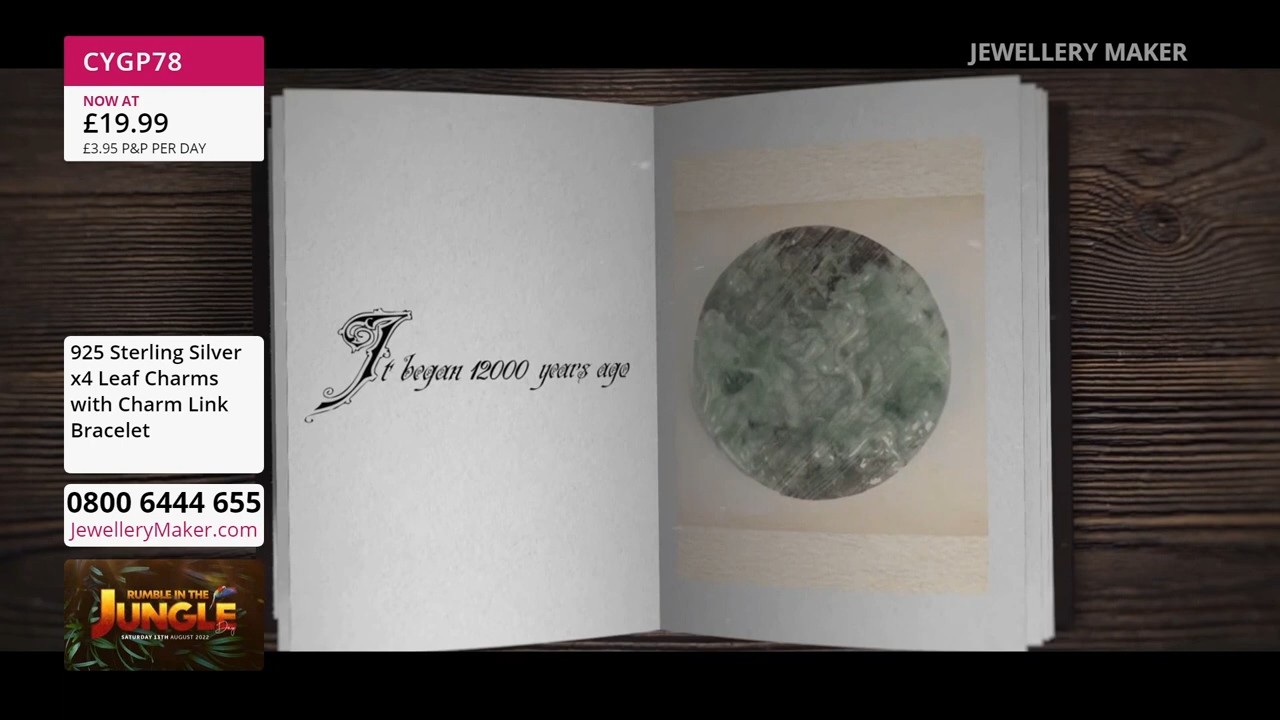 CYGP78
NOW AT
£19.99
£3.95 P&P PER DAY
JEWELLERY MAKER
It began 12000 years ago
925 Sterling Silver
x4 Leaf Charms
with Charm Link
Bracelet
0800 6444 655
JewelleryMaker.com
RUMBLE IN THE
JUNGLE
Day
SATURDAY 13TH AUGUST 2022